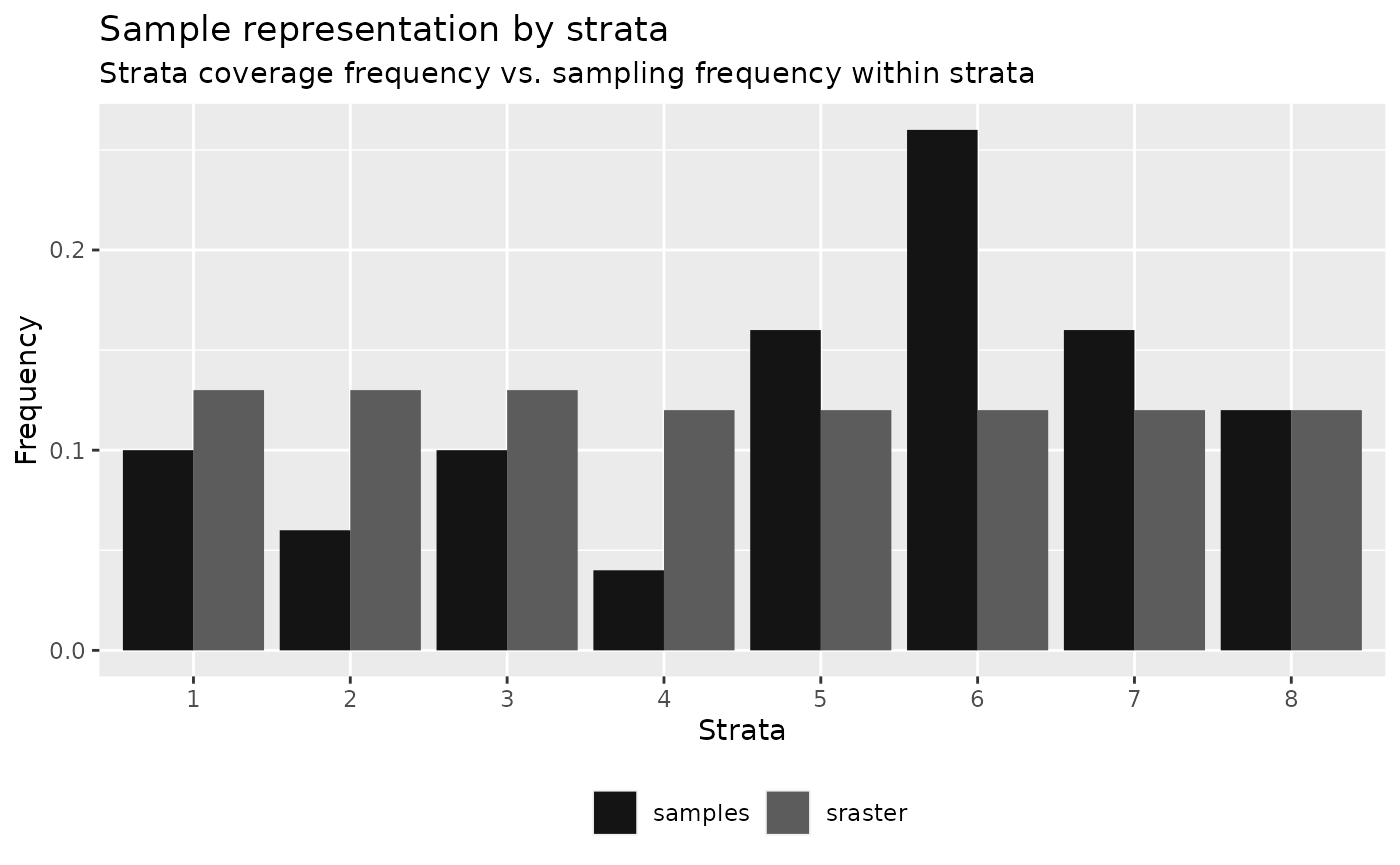 Sample representation by strata
Strata coverage frequency vs. sampling frequency within strata
Frequency
0.2
0.1
0.0
1 2 3 4 5 6 7 8
Strata
samples sraster